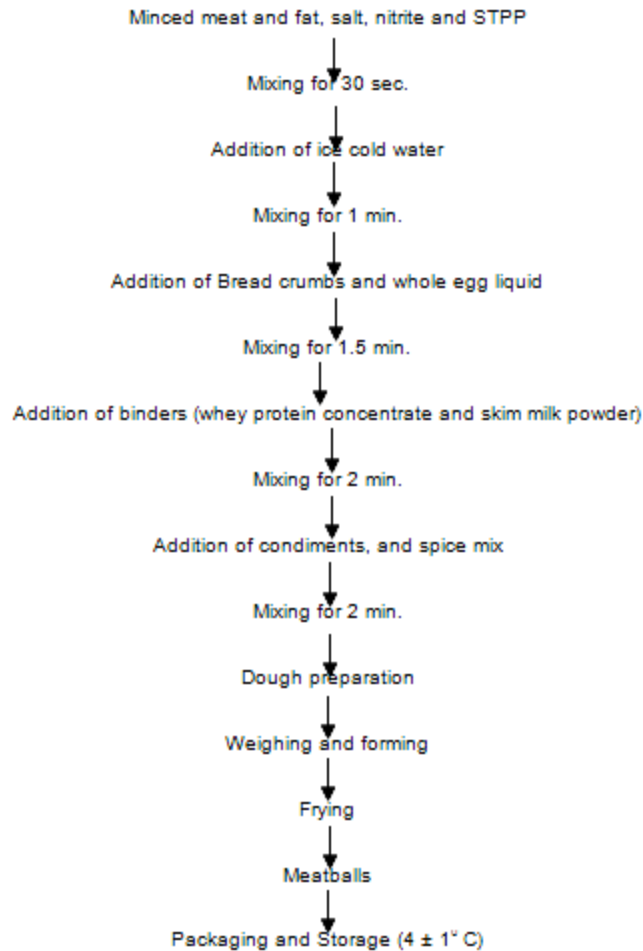 Minced meat and fat, salt, nitrite and STPP
Mixing for 30 sec.
Addition of ice cold water
Mixing for 1 min.
Addition of Bread crumbs and whole egg liquid
Mixing for 1.5 min.
Addition of binders (whey protein concentrate and skim milk powder)
Mixing for 2 min.
Addition of condiments, and spice mix
Mixing for 2 min.
Dough preparation
Weighing and forming
Frying
Meatballs
Packaging and Storage (4 ± 1° C)